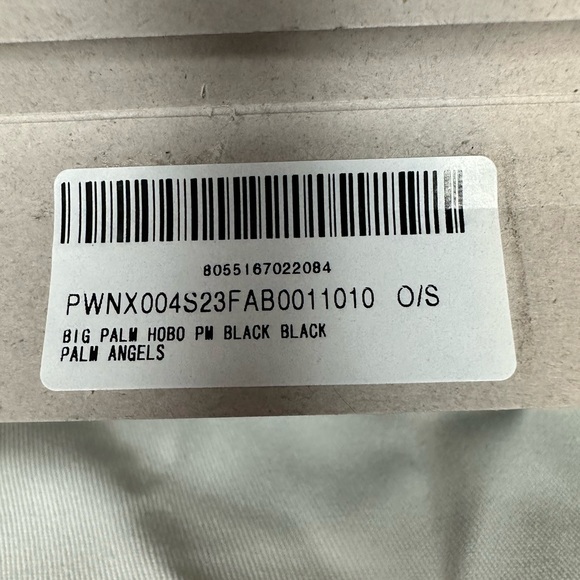 8055167022084
PWNX004S23FAB0011010 O/S
BIG PALM HOBO PM BLACK BLACK
PALM ANGELS